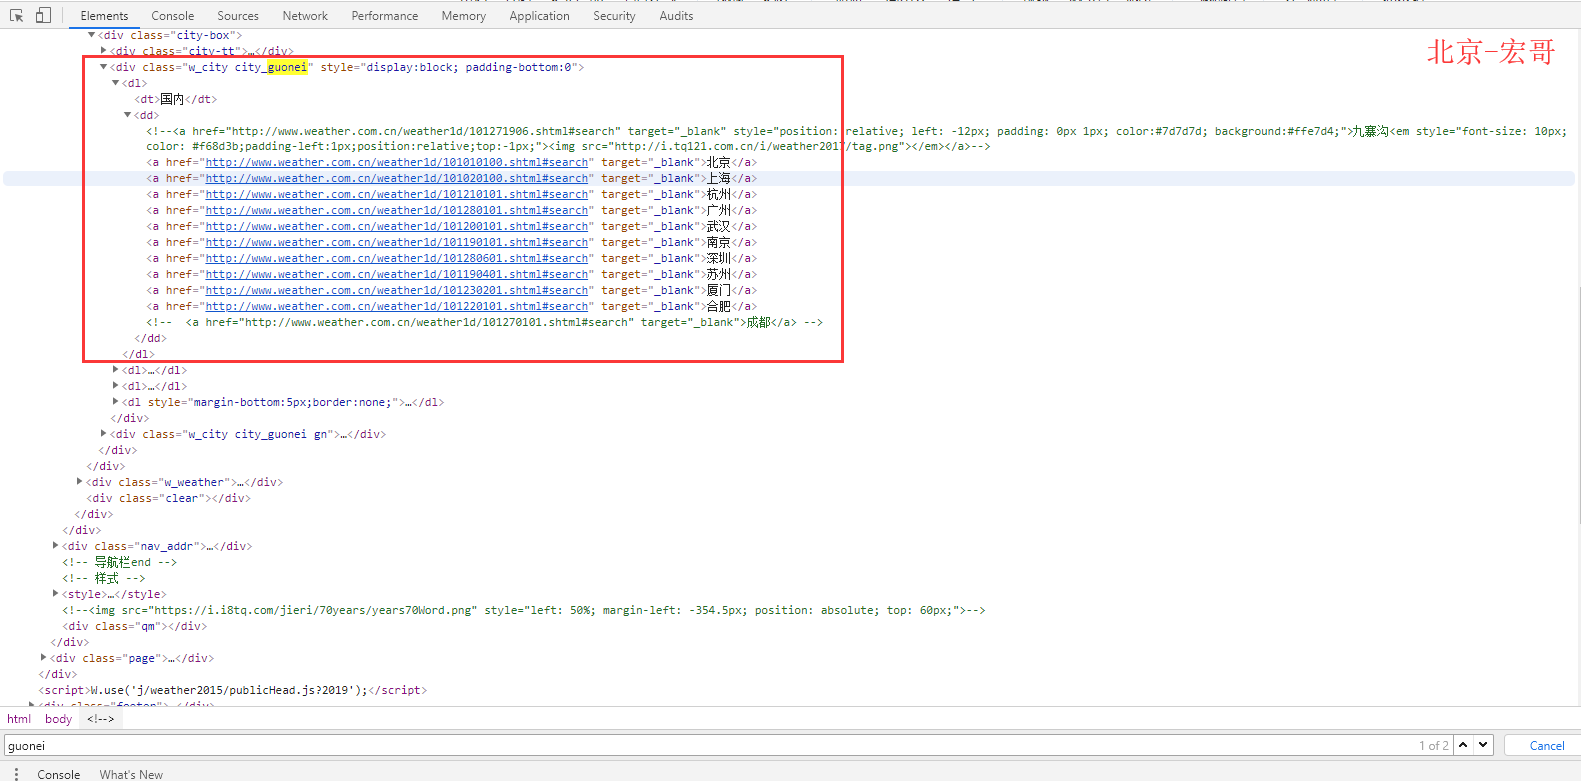 Elements Console Sources Network Performance Memory Application Security Audits
<div class="city-box">
<div class="city-tt">…</div>
北京-宏哥
<div class="w_city city_guonei" style="display:block; padding-bottom:0">
<dl>
<dt>国内</dt>
<dd>
<!--<a href="http://www.weather.com.cn/weather1d/101271906.shtml#search" target="_blank" style="position: relative; left: -12px; padding: 0px 1px; color:#7d7d7d; background:#ffe7d4;">九寨沟<em style="font-size: 10px;
color: #f68d3b;padding-left:1px;position:relative;top:-1px;"><img src="http://i.tq121.com.cn/i/weather2017/tag.png"></em></a>-->
<a href="http://www.weather.com.cn/weather1d/101010100.shtml#search" target="_blank">北京</a>
<a href="http://www.weather.com.cn/weather1d/101020100.shtml#search" target="_blank">上海</a>
<a href="http://www.weather.com.cn/weather1d/101210101.shtml#search" target="_blank">杭州</a>
<a href="http://www.weather.com.cn/weather1d/101280101.shtml#search" target="_blank">广州</a>
<a href="http://www.weather.com.cn/weather1d/101200101.shtml#search" target="_blank">武汉</a>
<a href="http://www.weather.com.cn/weather1d/101190101.shtml#search" target="_blank">南京</a>
<a href="http://www.weather.com.cn/weather1d/101280601.shtml#search" target="_blank">深圳</a>
<a href="http://www.weather.com.cn/weather1d/101190401.shtml#search" target="_blank">苏州</a>
<a href="http://www.weather.com.cn/weather1d/101230201.shtml#search" target="_blank">厦门</a>
<a href="http://www.weather.com.cn/weather1d/101220101.shtml#search" target="_blank">合肥</a>
<!--  <a href="http://www.weather.com.cn/weather1d/101270101.shtml#search" target="_blank">成都</a> -->
</dd>
</dl>
<dl>…</dl>
<dl>…</dl>
<dl style="margin-bottom:5px;border:none;">…</dl>
</div>
<div class="w_city city_guonei gn">…</div>
</div>
</div>
<div class="w_weather">…</div>
<div class="clear"></div>
</div>
</div>
<div class="nav_addr">…</div>
<!-- 导航栏end -->
<!-- 样式 -->
<style>…</style>
<!--<img src="https://i.i8tq.com/jieri/70years/years70Word.png" style="left: 50%; margin-left: -354.5px; position: absolute; top: 60px;">-->
<div class="qm"></div>
</div>
<div class="page">…</div>
</div>
<script>W.use('j/weather2015/publicHead.js?2019');</script>
<div class="footer">…</div>
html body <!-->
guonei 1 of 2 Cancel
Console What's New